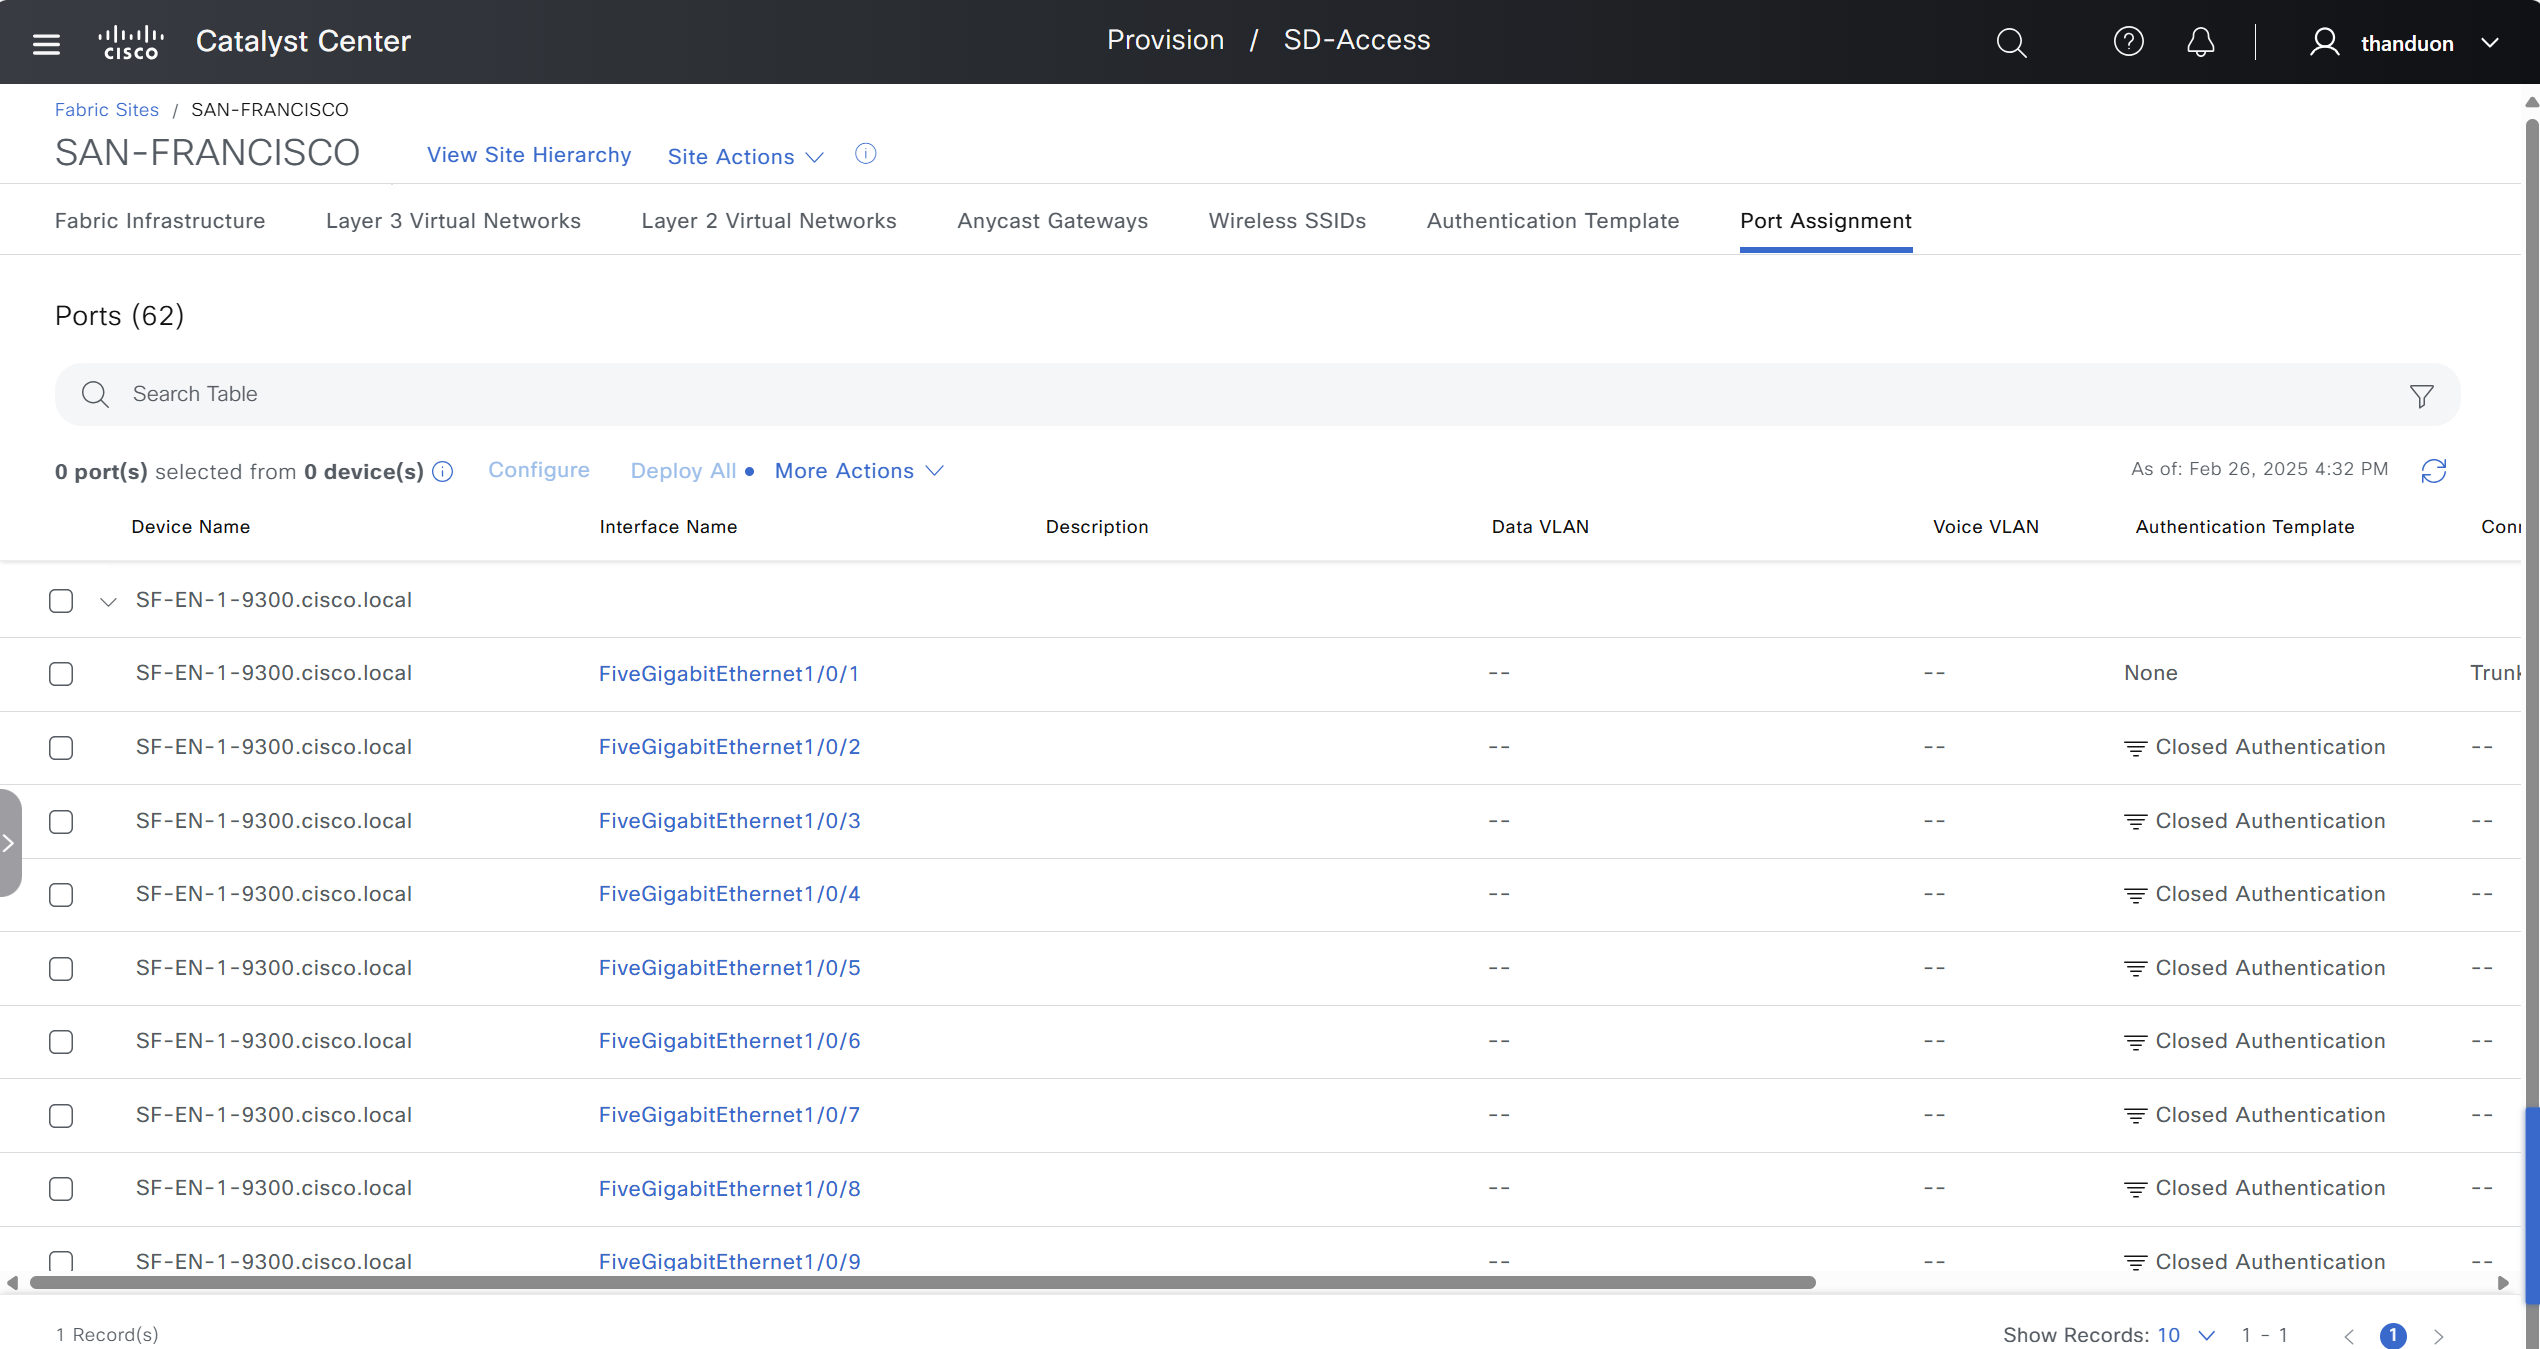 cisco Catalyst Center Provision / SD-Access thanduon
Fabric Sites / SAN-FRANCISCO
SAN-FRANCISCO View Site Hierarchy Site Actions
Fabric Infrastructure Layer 3 Virtual Networks Layer 2 Virtual Networks Anycast Gateways Wireless SSIDs Authentication Template Port Assignment
Ports (62)
Search Table
0 port(s) selected from 0 device(s) Configure Deploy All More Actions As of: Feb 26, 2025 4:32 PM
Device Name Interface Name Description Data VLAN Voice VLAN Authentication Template
SF-EN-1-9300.cisco.local
SF-EN-1-9300.cisco.local FiveGigabitEthernet1/0/1 -- -- None Trunk
SF-EN-1-9300.cisco.local FiveGigabitEthernet1/0/2 -- -- Closed Authentication --
SF-EN-1-9300.cisco.local FiveGigabitEthernet1/0/3 -- -- Closed Authentication --
SF-EN-1-9300.cisco.local FiveGigabitEthernet1/0/4 -- -- Closed Authentication --
SF-EN-1-9300.cisco.local FiveGigabitEthernet1/0/5 -- -- Closed Authentication --
SF-EN-1-9300.cisco.local FiveGigabitEthernet1/0/6 -- -- Closed Authentication --
SF-EN-1-9300.cisco.local FiveGigabitEthernet1/0/7 -- -- Closed Authentication --
SF-EN-1-9300.cisco.local FiveGigabitEthernet1/0/8 -- -- Closed Authentication --
SF-EN-1-9300.cisco.local FiveGigabitEthernet1/0/9 -- -- Closed Authentication --
1 Record(s) Show Records: 10 1 - 1 1